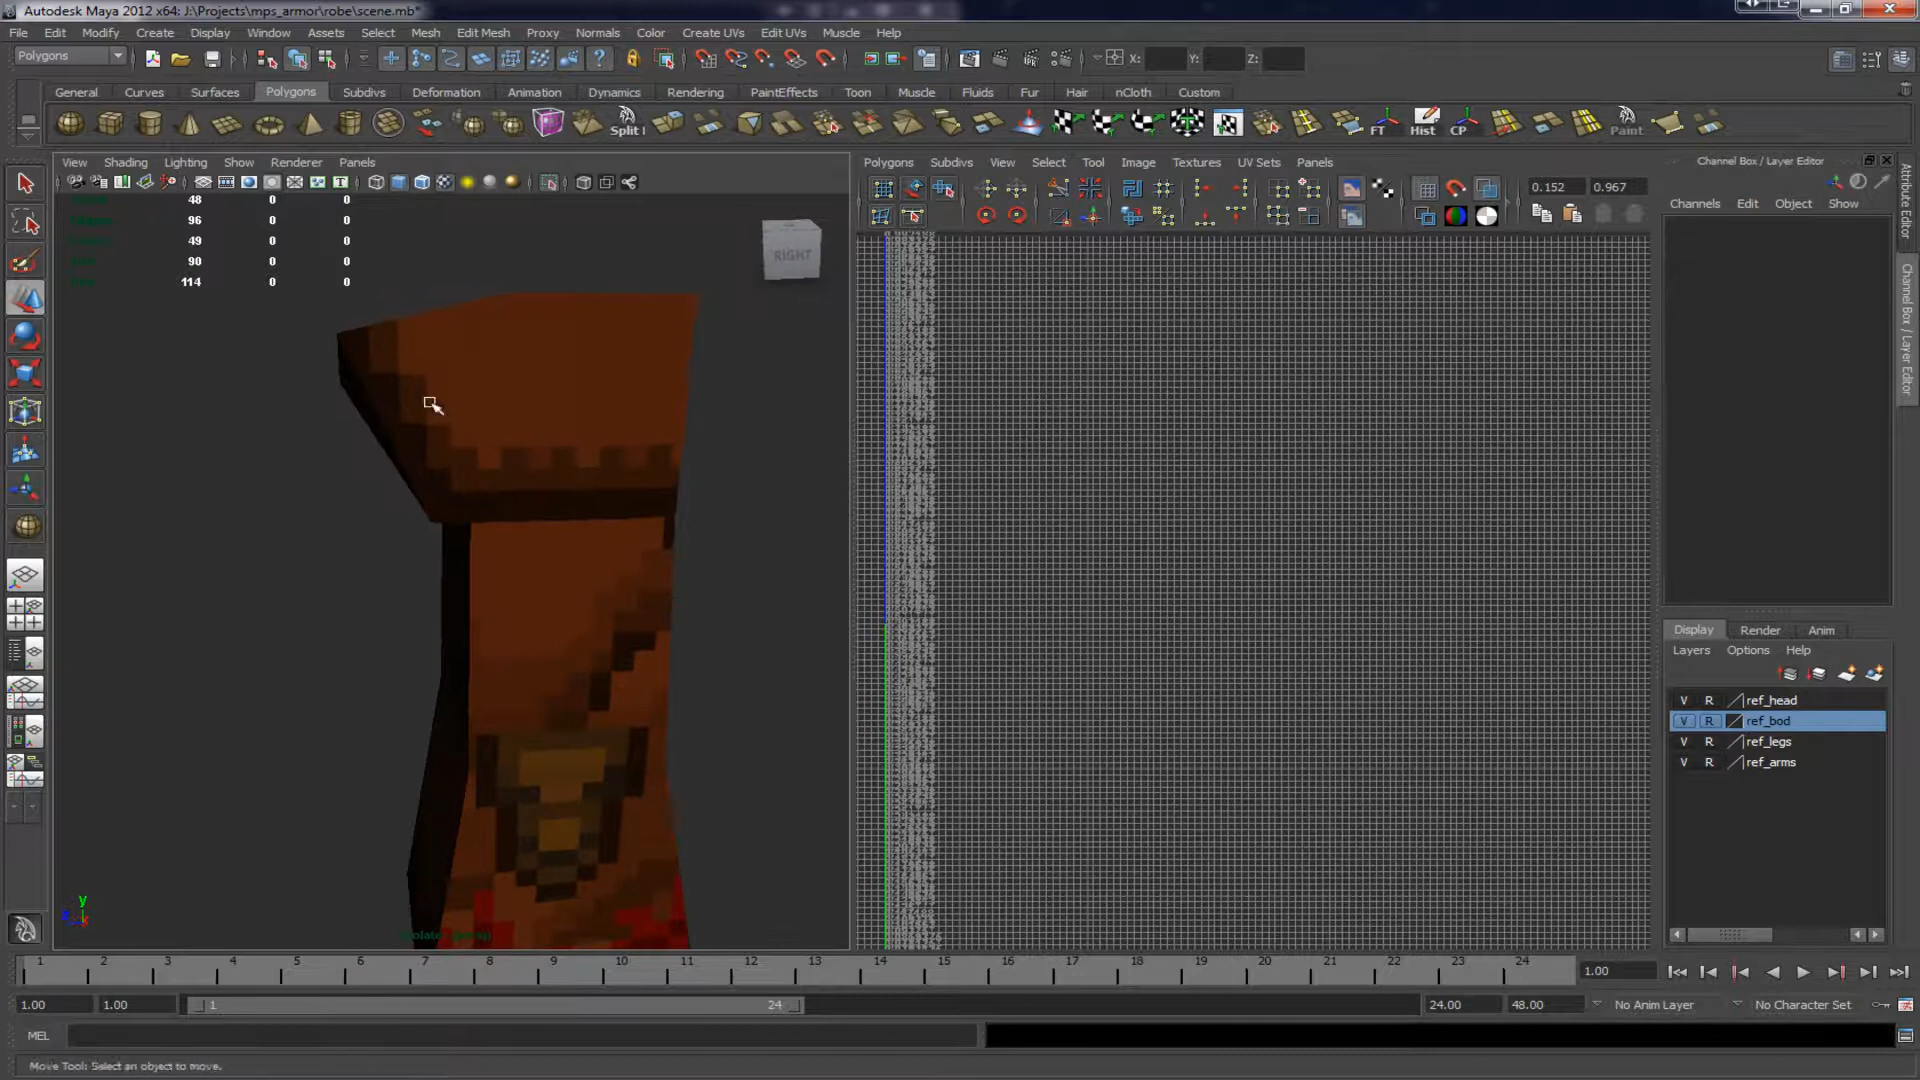 Autodesk Maya 2012 x64: J:\Projects\mps_armor\robe\scene.mb*
File Edit Modify Create Display Window Assets Select Mesh Edit Mesh Proxy Normals Color Create UVs Edit UVs Muscle Help
Polygons X: Y: Z:
General Curves Surfaces Polygons Subdivs Deformation Animation Dynamics Rendering PaintEffects Toon Muscle Fluids Fur Hair nCloth Custom
Split FT Hist CP Paint
View Shading Lighting Show Renderer Panels
Polygons Subdivs View Select Tool Image Textures UV Sets Panels
Channel Box / Layer Editor
0.152 0.967
Channels Edit Object Show
Attribute Editor
Channel Box / Layer Editor
48 0 0
96 0 0
49 0 0
90 0 0
114 0 0
RIGHT
y
Display Render Anim
Layers Options Help
V R ref_head
V R ref_bod
V R ref_legs
V R ref_arms
1 2 3 4 5 6 7 8 9 10 11 12 13 14 15 16 17 18 19 20 21 22 23 24
1.00
1.00 1.00 1 24 24.00 48.00 No Anim Layer No Character Set
MEL
Move Tool: Select an object to move.